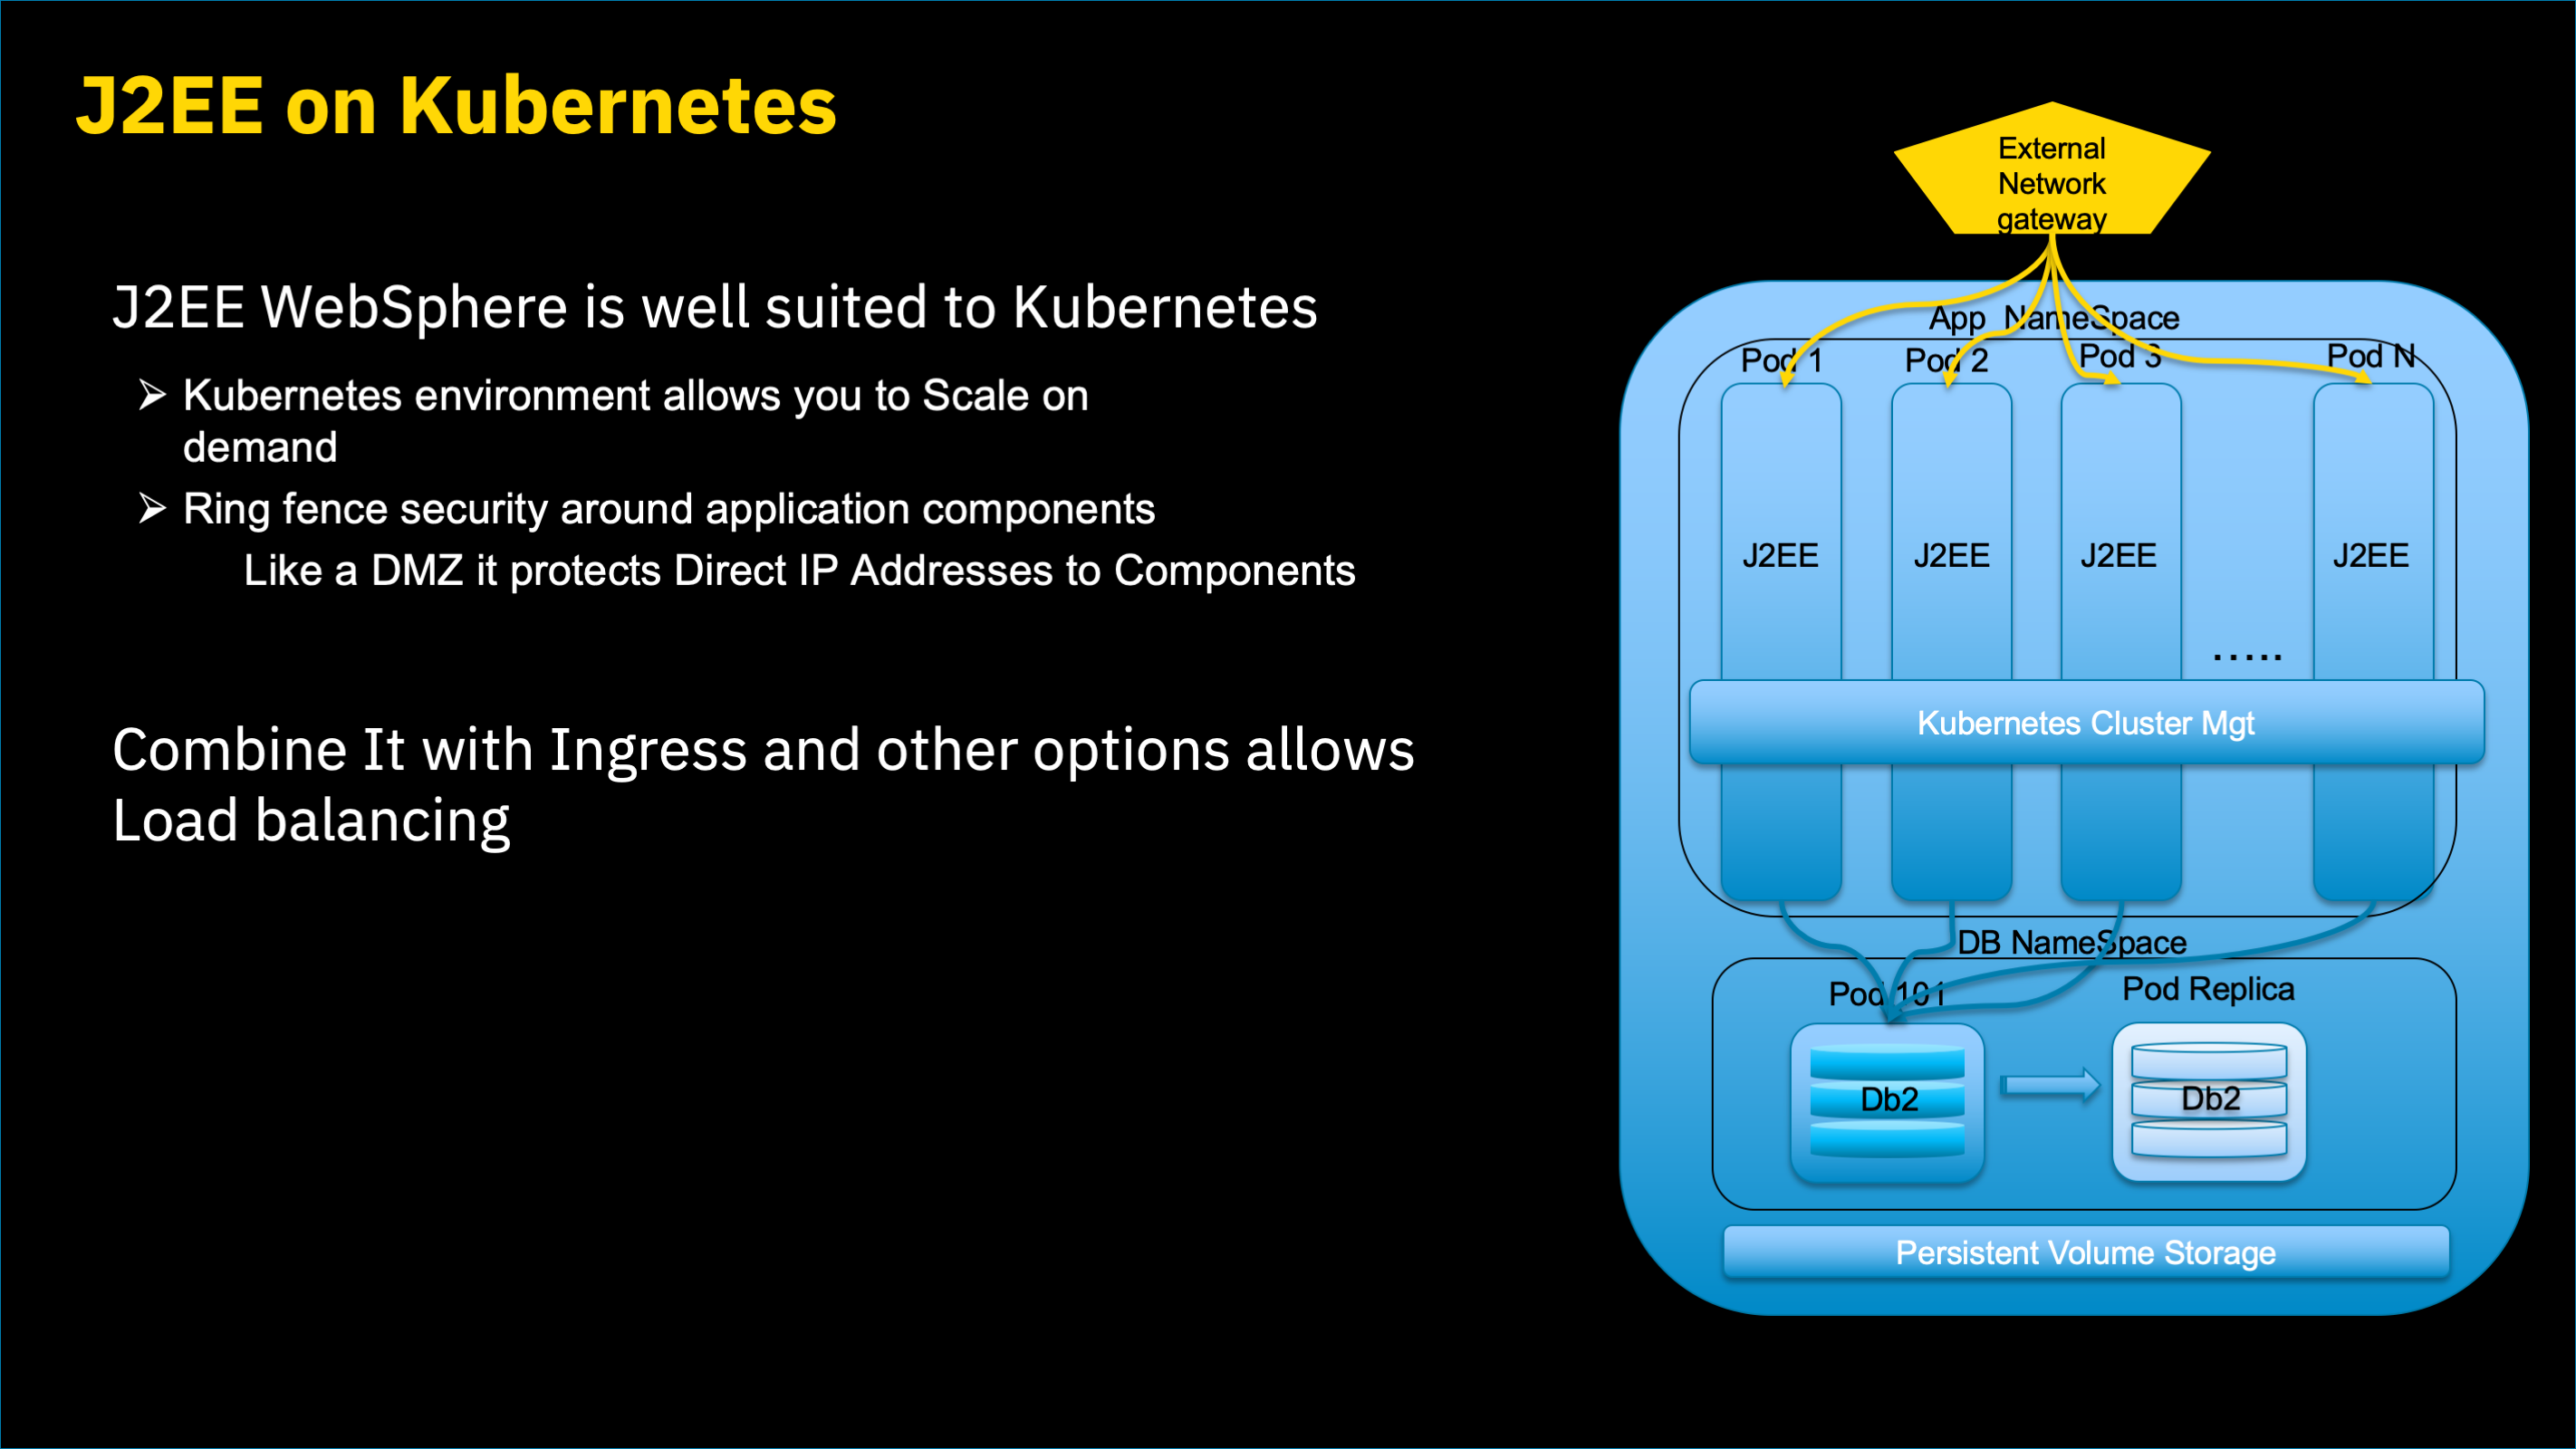 J2EE on Kubernetes
J2EE WebSphere is well suited to Kubernetes
Kubernetes environment allows you to Scale on
demand
Ring fence security around application components
Like a DMZ it protects Direct IP Addresses to Components
Combine It with Ingress and other options allows
Load balancing
External
Network
gateway
App NameSpace
Pod 1
Pod 2
Pod 3
Pod N
J2EE
J2EE
J2EE
J2EE
.....
Kubernetes Cluster Mgt
DB NameSpace
Pod 101
Pod Replica
Db2
Db2
Persistent Volume Storage